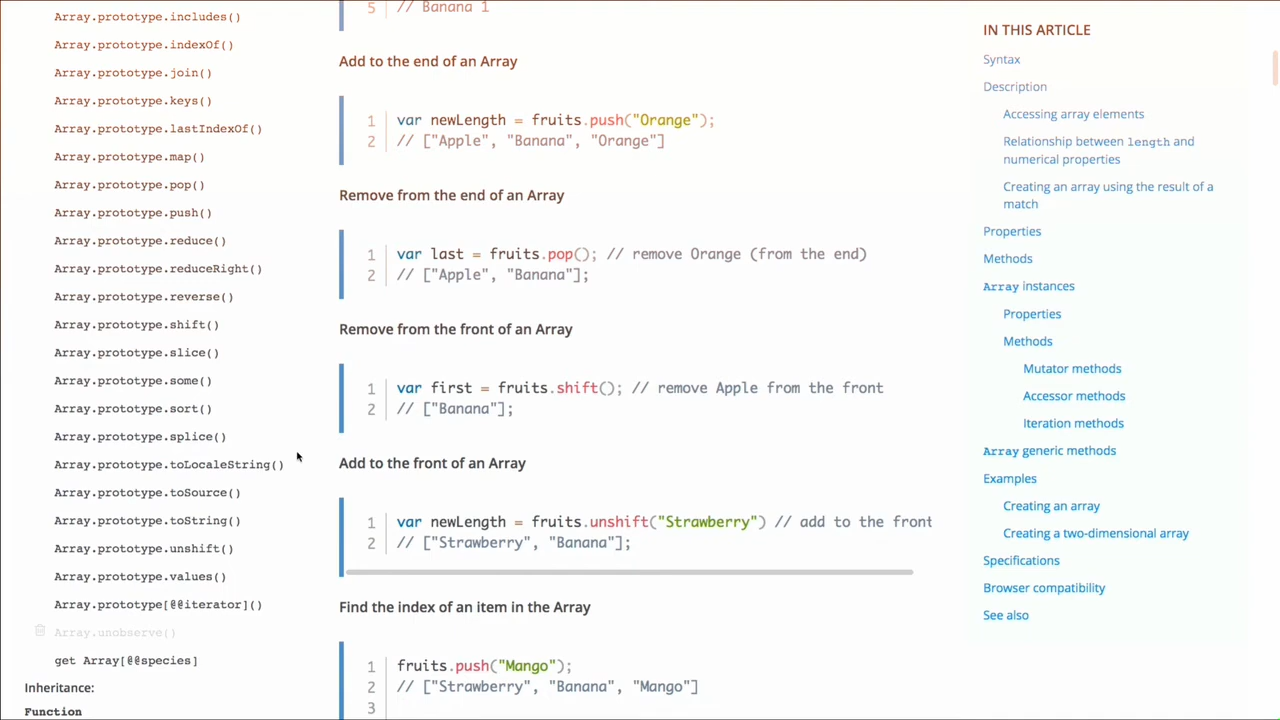 Array.prototype.includes()
Array.prototype.indexOf()
Array.prototype.join()
Array.prototype.keys()
Array.prototype.lastIndexOf()
Array.prototype.map()
Array.prototype.pop()
Array.prototype.push()
Array.prototype.reduce()
Array.prototype.reduceRight()
Array.prototype.reverse()
Array.prototype.shift()
Array.prototype.slice()
Array.prototype.some()
Array.prototype.sort()
Array.prototype.splice()
Array.prototype.toLocaleString()
Array.prototype.toSource()
Array.prototype.toString()
Array.prototype.unshift()
Array.prototype.values()
Array.prototype[@@iterator]()
Array.unobserve()
get Array[@@species]
Inheritance:
Function
5 // Banana 1
Add to the end of an Array
1 var newLength = fruits.push("Orange");
2 // ["Apple", "Banana", "Orange"]
Remove from the end of an Array
1 var last = fruits.pop(); // remove Orange (from the end)
2 // ["Apple", "Banana"];
Remove from the front of an Array
1 var first = fruits.shift(); // remove Apple from the front
2 // ["Banana"];
Add to the front of an Array
1 var newLength = fruits.unshift("Strawberry") // add to the front
2 // ["Strawberry", "Banana"];
Find the index of an item in the Array
1 fruits.push("Mango");
2 // ["Strawberry", "Banana", "Mango"]
3
IN THIS ARTICLE
Syntax
Description
Accessing array elements
Relationship between length and
numerical properties
Creating an array using the result of a
match
Properties
Methods
Array instances
Properties
Methods
Mutator methods
Accessor methods
Iteration methods
Array generic methods
Examples
Creating an array
Creating a two-dimensional array
Specifications
Browser compatibility
See also